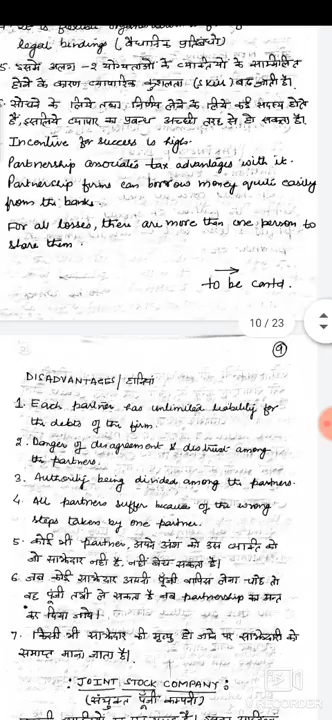 legal bindings (वैधानिक प्रतिबन्ध)
5. इसमें अलग-2 योग्यताओं के व्यक्तियों के सम्मिलित
होने के कारण व्यापारिक कुशलता (skill) बढ़ जाती है।
सोचने के लिये तथा निर्णय लेने के लिये कई सदस्य होते
हैं, इसलिये व्यापार का प्रबन्ध अच्छी तरह से हो सकता है।
Incentive for success is high.
Partnership associates tax advantages with it.
Partnership firms can borrow money quite easily
from the banks.
For all losses, there are more than one person to
share them.
→
to be contd.
10 / 23
9
DISADVANTAGES / हानियां
1. Each partner has unlimited liability for
the debts of the firm.
2. Danger of disagreement & distrust among
the partners.
3. Authority being divided among the partners.
4. All partners suffer because of the wrong
steps taken by one partner.
5. कोई भी partner, अपने अंश को उस व्यक्ति को
जो साझेदार नहीं है, नहीं बेच सकता है।
6. जब कोई साझेदार अपनी पूँजी वापिस लेना चाहे तो
वह पूंजी तभी ले सकता है जब partnership का अन्त
कर दिया जाये।
7. किसी भी साझेदार की मृत्यु हो जाने पर साझेदारी को
समाप्त माना जाता है।
: JOINT STOCK COMPANY :
(संयुक्त पूँजी कम्पनी)
RECORDER